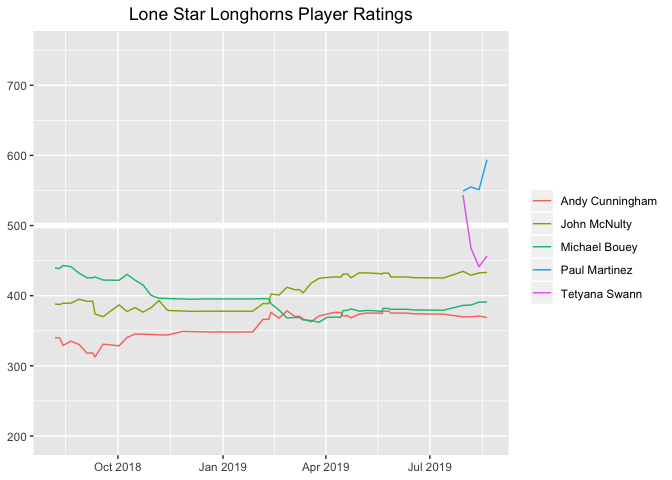 Lone Star Longhorns Player Ratings
700
600
500
400
300
200
Oct 2018
Jan 2019
Apr 2019
Jul 2019
Andy Cunningham
John McNulty
Michael Bouey
Paul Martinez
Tetyana Swann